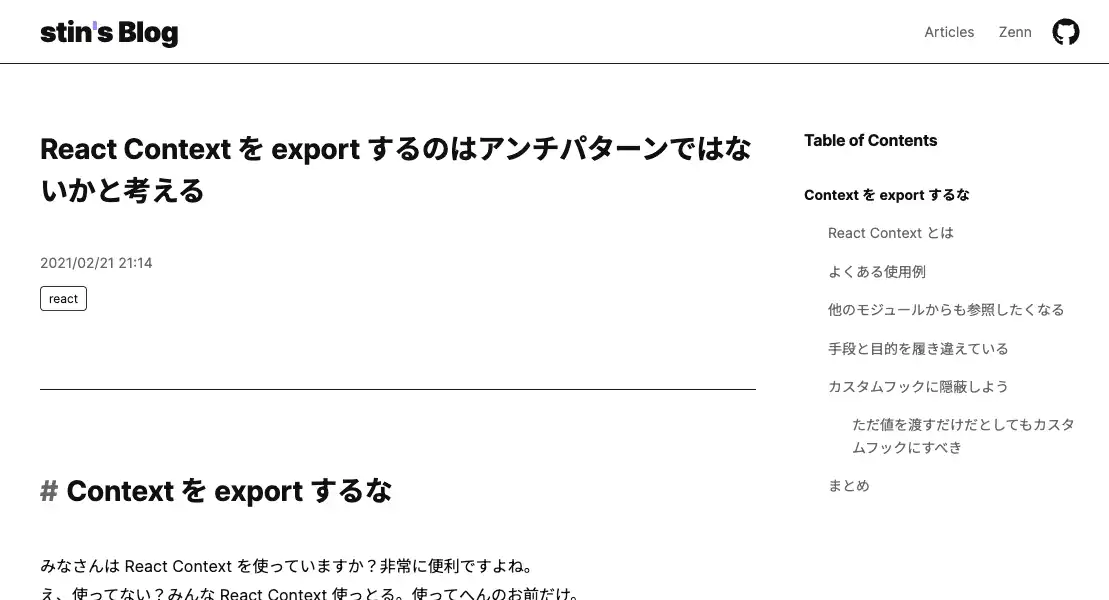 stin's Blog
Articles
Zenn
React Context を export するのはアンチパターンではな
いかと考える
2021/02/21 21:14
react
# Context を export するな
みなさんは React Context を使っていますか？非常に便利ですよね。
え、使ってない？みんな React Context 使っとる。使ってへんのお前だけ。
Table of Contents
Context を export するな
React Context とは
よくある使用例
他のモジュールからも参照したくなる
手段と目的を履き違えている
カスタムフックに隠蔽しよう
ただ値を渡すだけだとしてもカスタ
ムフックにすべき
まとめ